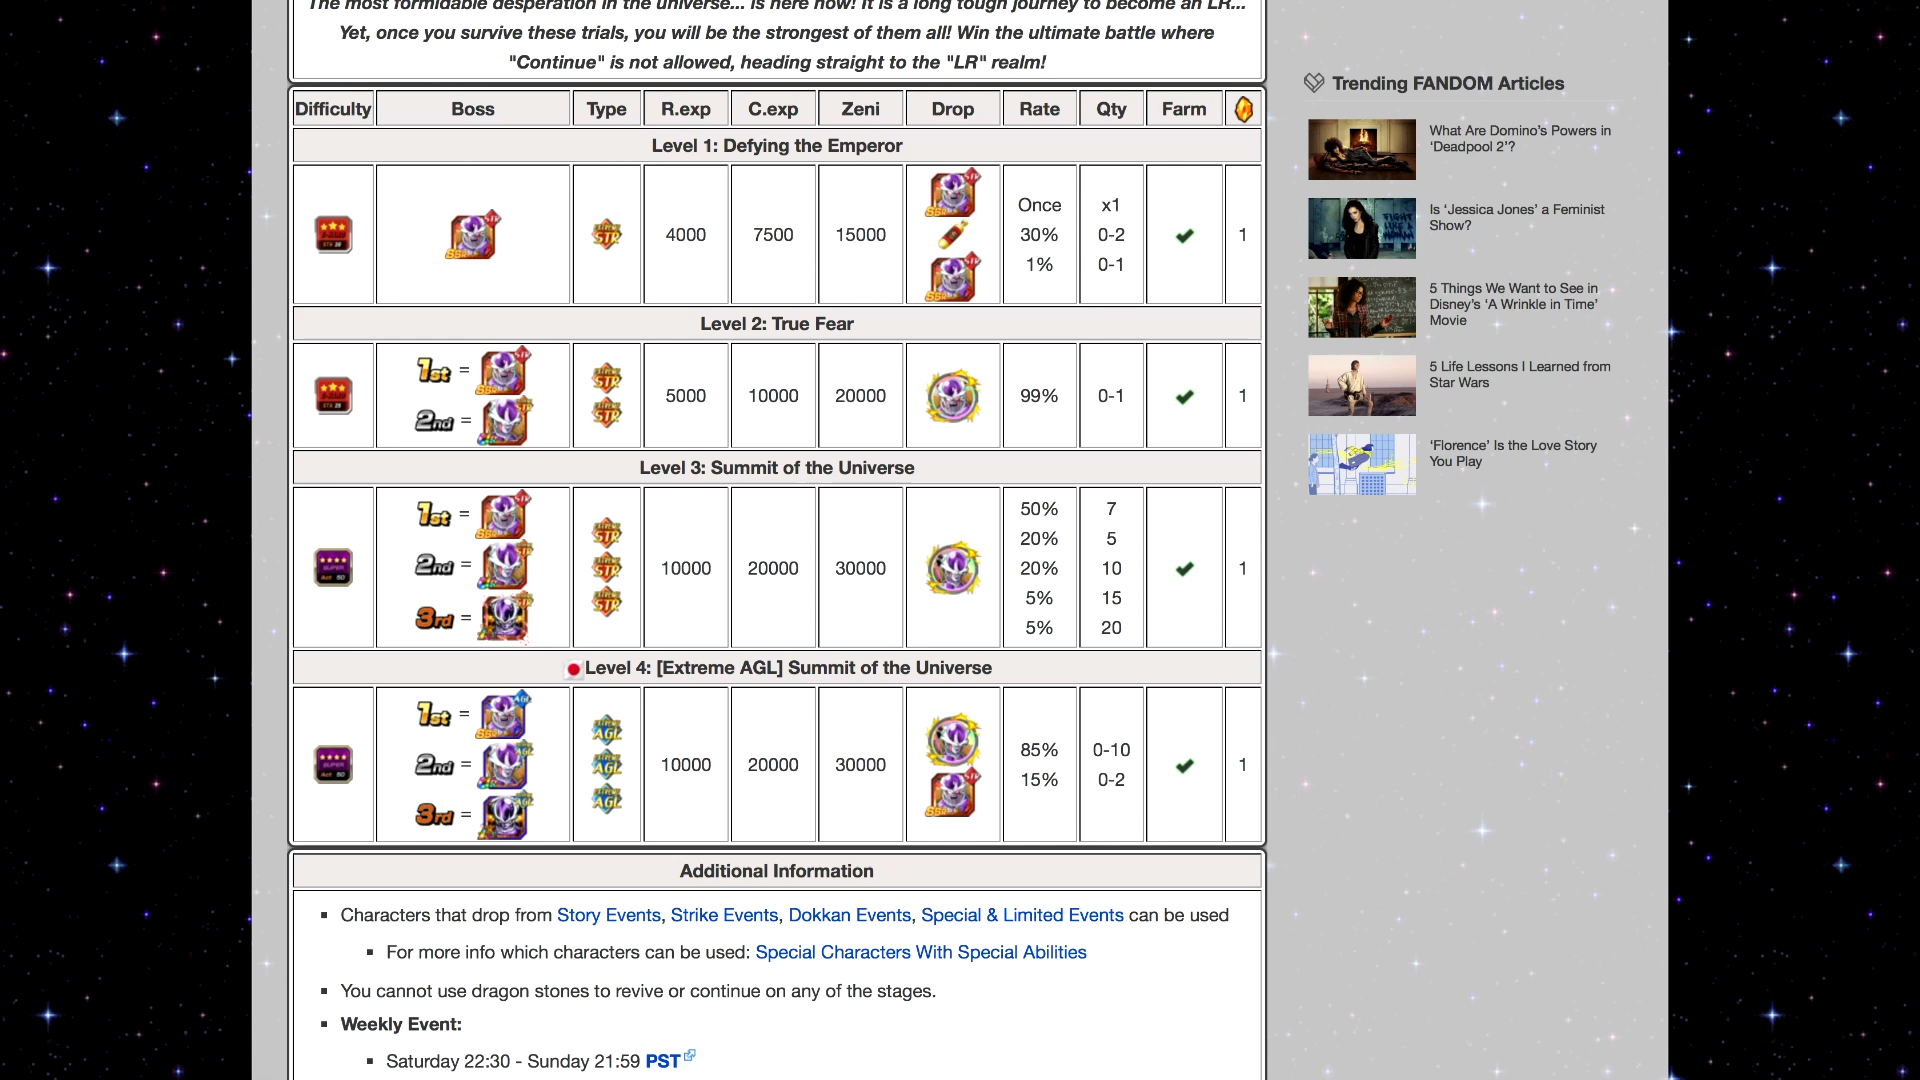 The most formidable desperation in the universe... is here now! It is a long tough journey to become an LR...
Yet, once you survive these trials, you will be the strongest of them all! Win the ultimate battle where
"Continue" is not allowed, heading straight to the "LR" realm!
Difficulty Boss Type R.exp C.exp Zeni Drop Rate Qty Farm
Level 1: Defying the Emperor
4000 7500 15000 1
Once x1
30% 0-2
1% 0-1
Level 2: True Fear
1st =
2nd =
5000 10000 20000 99% 0-1 1
Level 3: Summit of the Universe
1st =
2nd =
3rd =
10000 20000 30000 1
50% 7
20% 5
20% 10
5% 15
5% 20
Level 4: [Extreme AGL] Summit of the Universe
1st =
2nd =
3rd =
10000 20000 30000 1
85% 0-10
15% 0-2
Additional Information
Characters that drop from Story Events, Strike Events, Dokkan Events, Special & Limited Events can be used
For more info which characters can be used: Special Characters With Special Abilities
You cannot use dragon stones to revive or continue on any of the stages.
Weekly Event:
Saturday 22:30 - Sunday 21:59 PST
Trending FANDOM Articles
What Are Domino's Powers in
'Deadpool 2'?
Is 'Jessica Jones' a Feminist
Show?
5 Things We Want to See in
Disney's 'A Wrinkle in Time'
Movie
5 Life Lessons I Learned from
Star Wars
'Florence' Is the Love Story
You Play